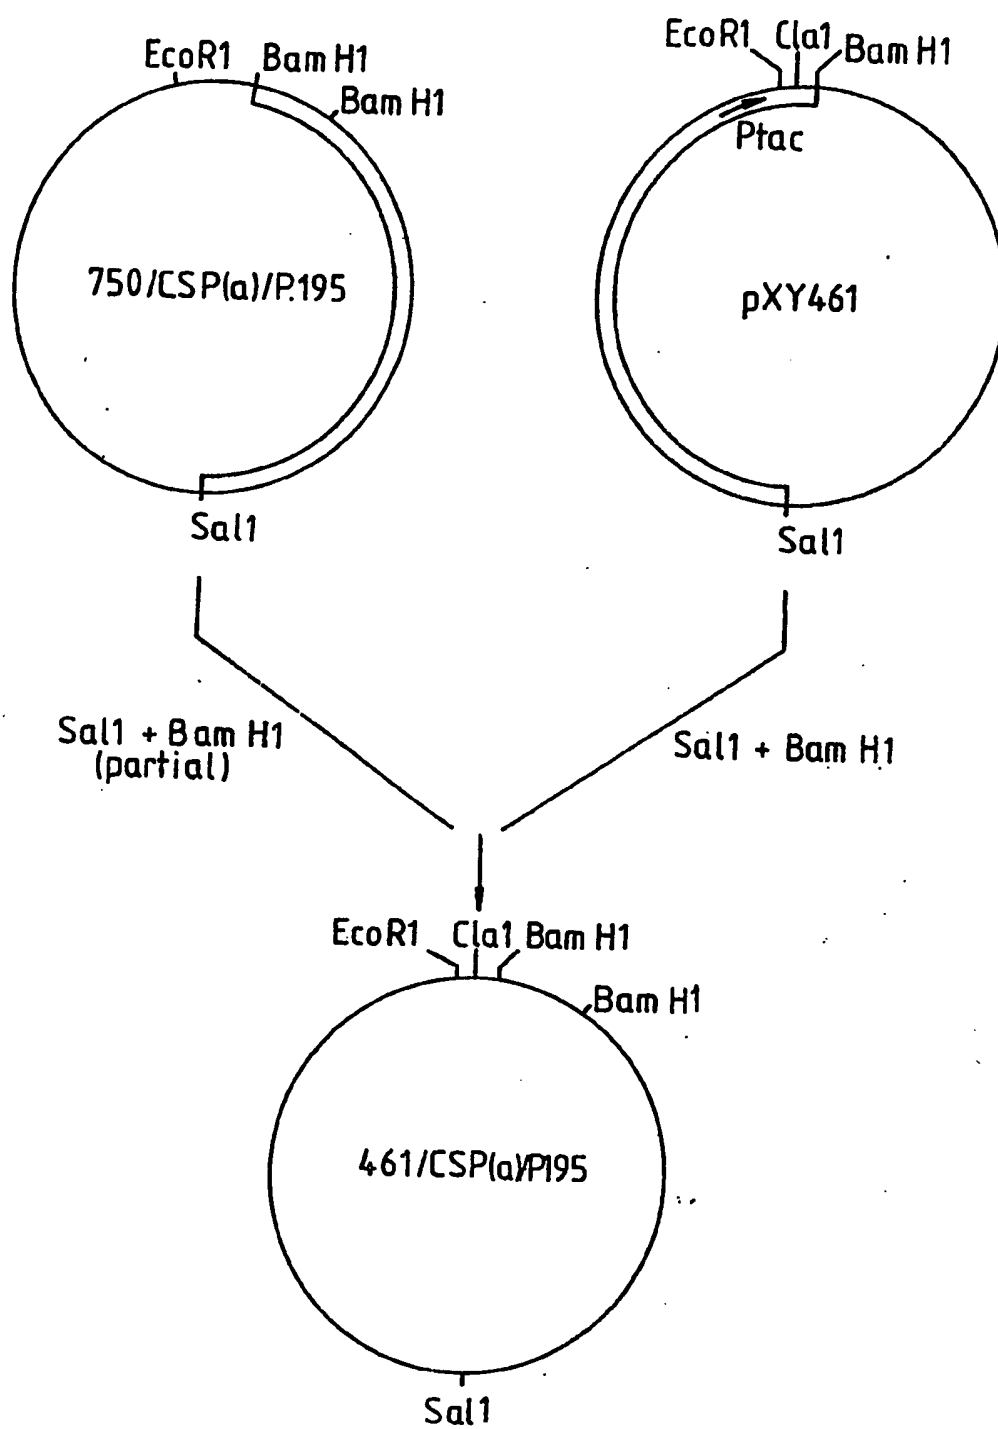 EcoR1
Bam H1
Bam H1
750/CSP(a)/P.195
Sal1
EcoR1
Cla1
Bam H1
Ptac
pXY461
Sal1
Sal1 + Bam H1
(partial)
Sal1 + Bam H1
EcoR1
Cla1
Bam H1
Bam H1
461/CSP(a)/P195
Sal1